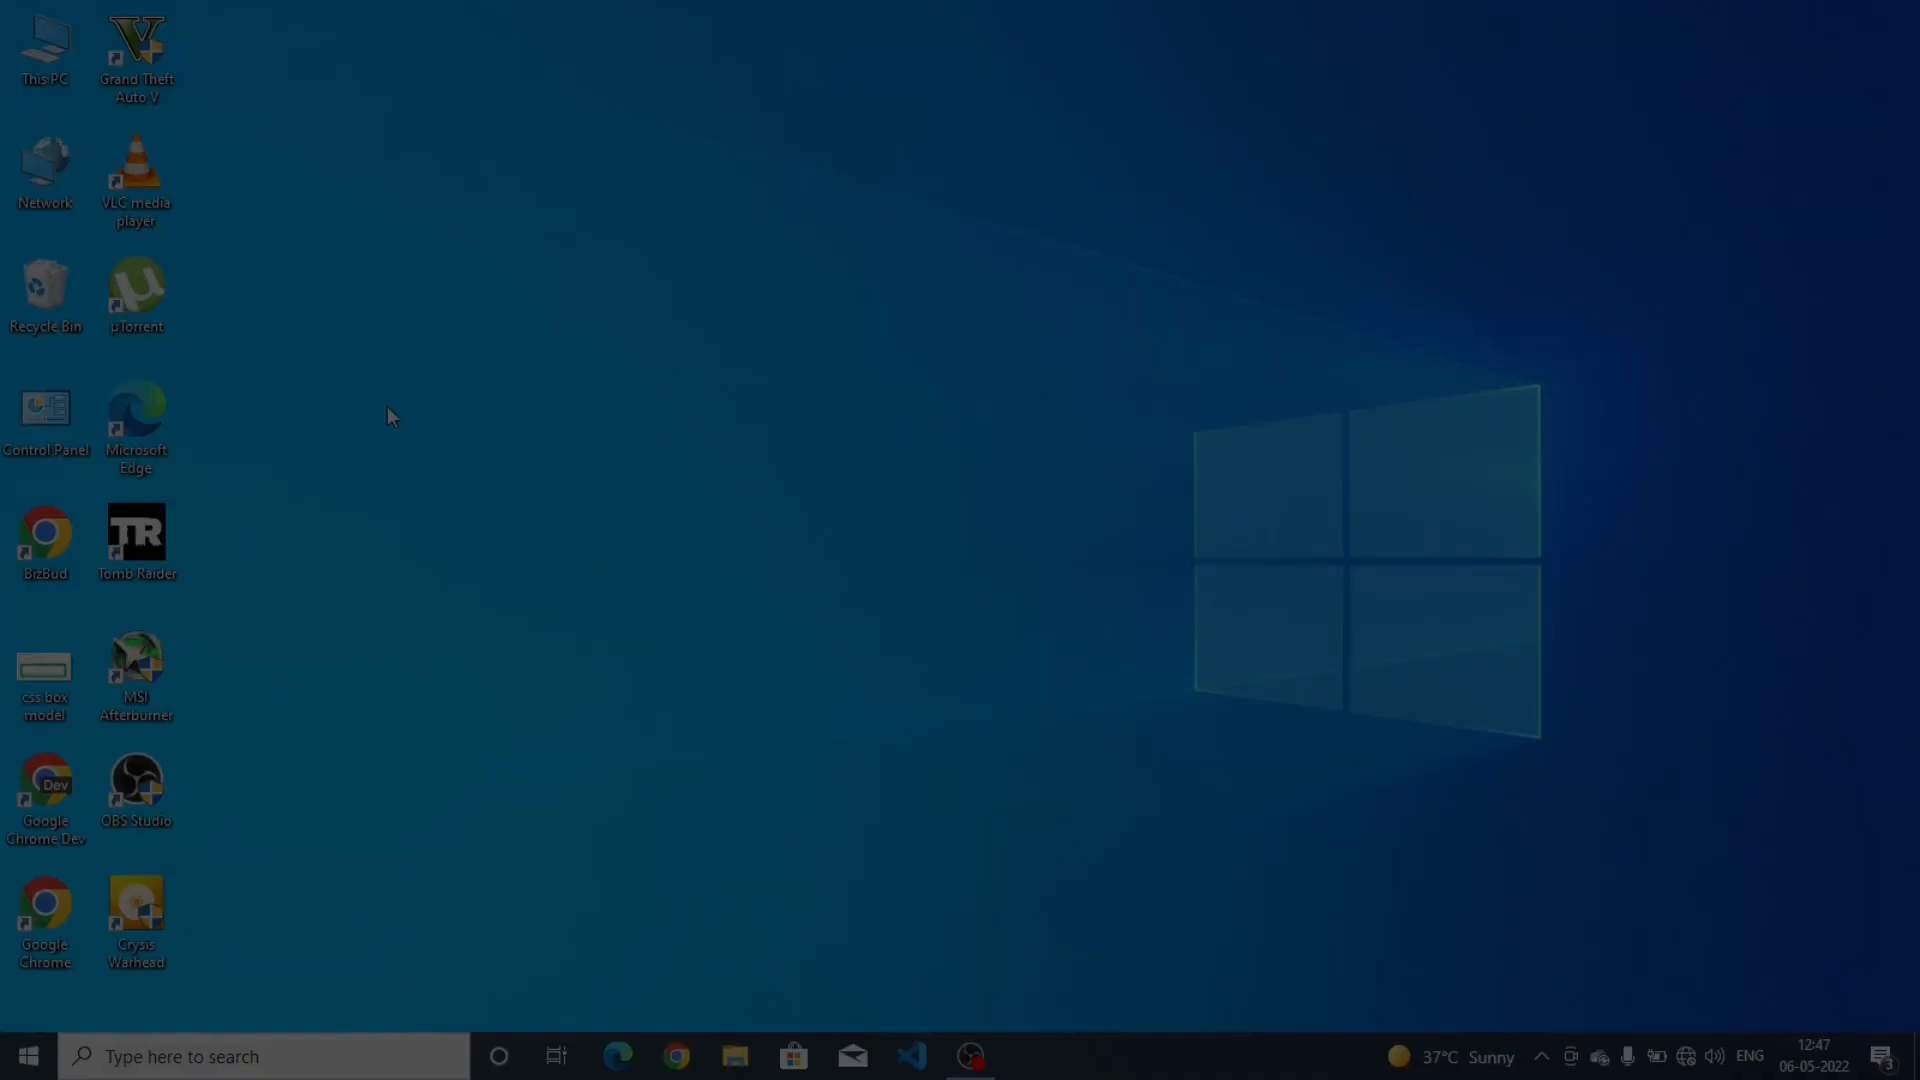 This PC
Grand Theft
Auto V
Network
VLC media
player
Recycle Bin
µTorrent
Control Panel
Microsoft
Edge
BizBud
TR
Tomb Raider
css box
model
MSI
Afterburner
Dev
Google
Chrome Dev
OBS Studio
Google
Chrome
Crysis
Warhead
Type here to search
37°C Sunny
ENG
12:47
06-05-2022
3